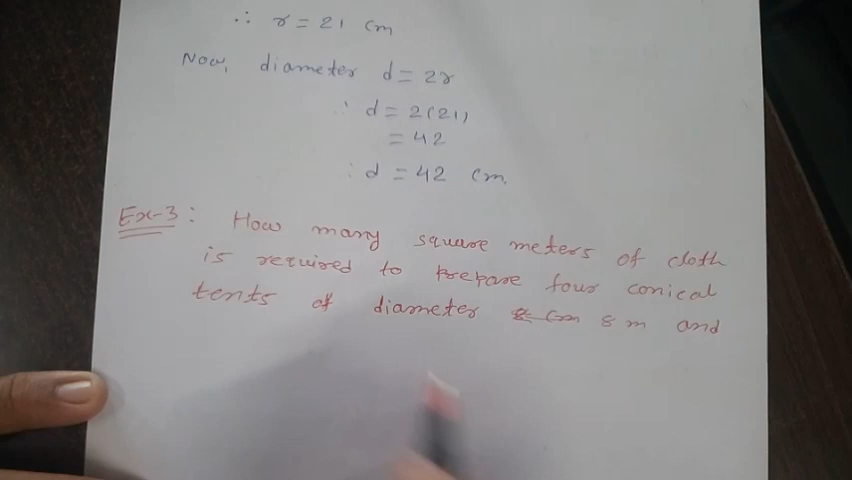 ∴ r = 21 cm
Now, diameter d = 2r
∴ d = 2(21)
= 42
∴ d = 42 cm.
Ex-3 : How many square meters of cloth
is required to prepare four conical
tents of diameter 8 m and